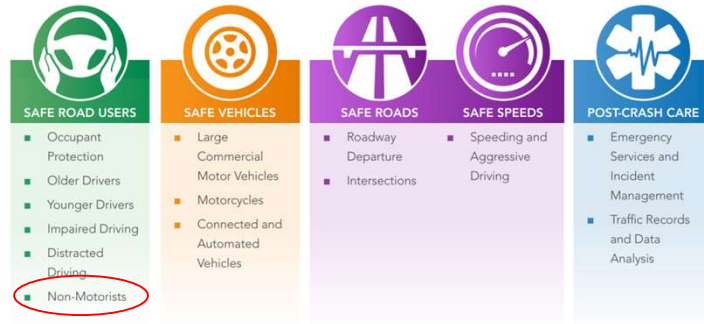 SAFE ROAD USERS
Occupant
Protection
Older Drivers
Younger Drivers
Impaired Driving
Distracted
Driving
Non-Motorists
SAFE VEHICLES
Large
Commercial
Motor Vehicles
Motorcycles
Connected and
Automated
Vehicles
SAFE ROADS
Roadway
Departure
Intersections
SAFE SPEEDS
Speeding and
Aggressive
Driving
POST-CRASH CARE
Emergency
Services and
Incident
Management
Traffic Records
and Data
Analysis